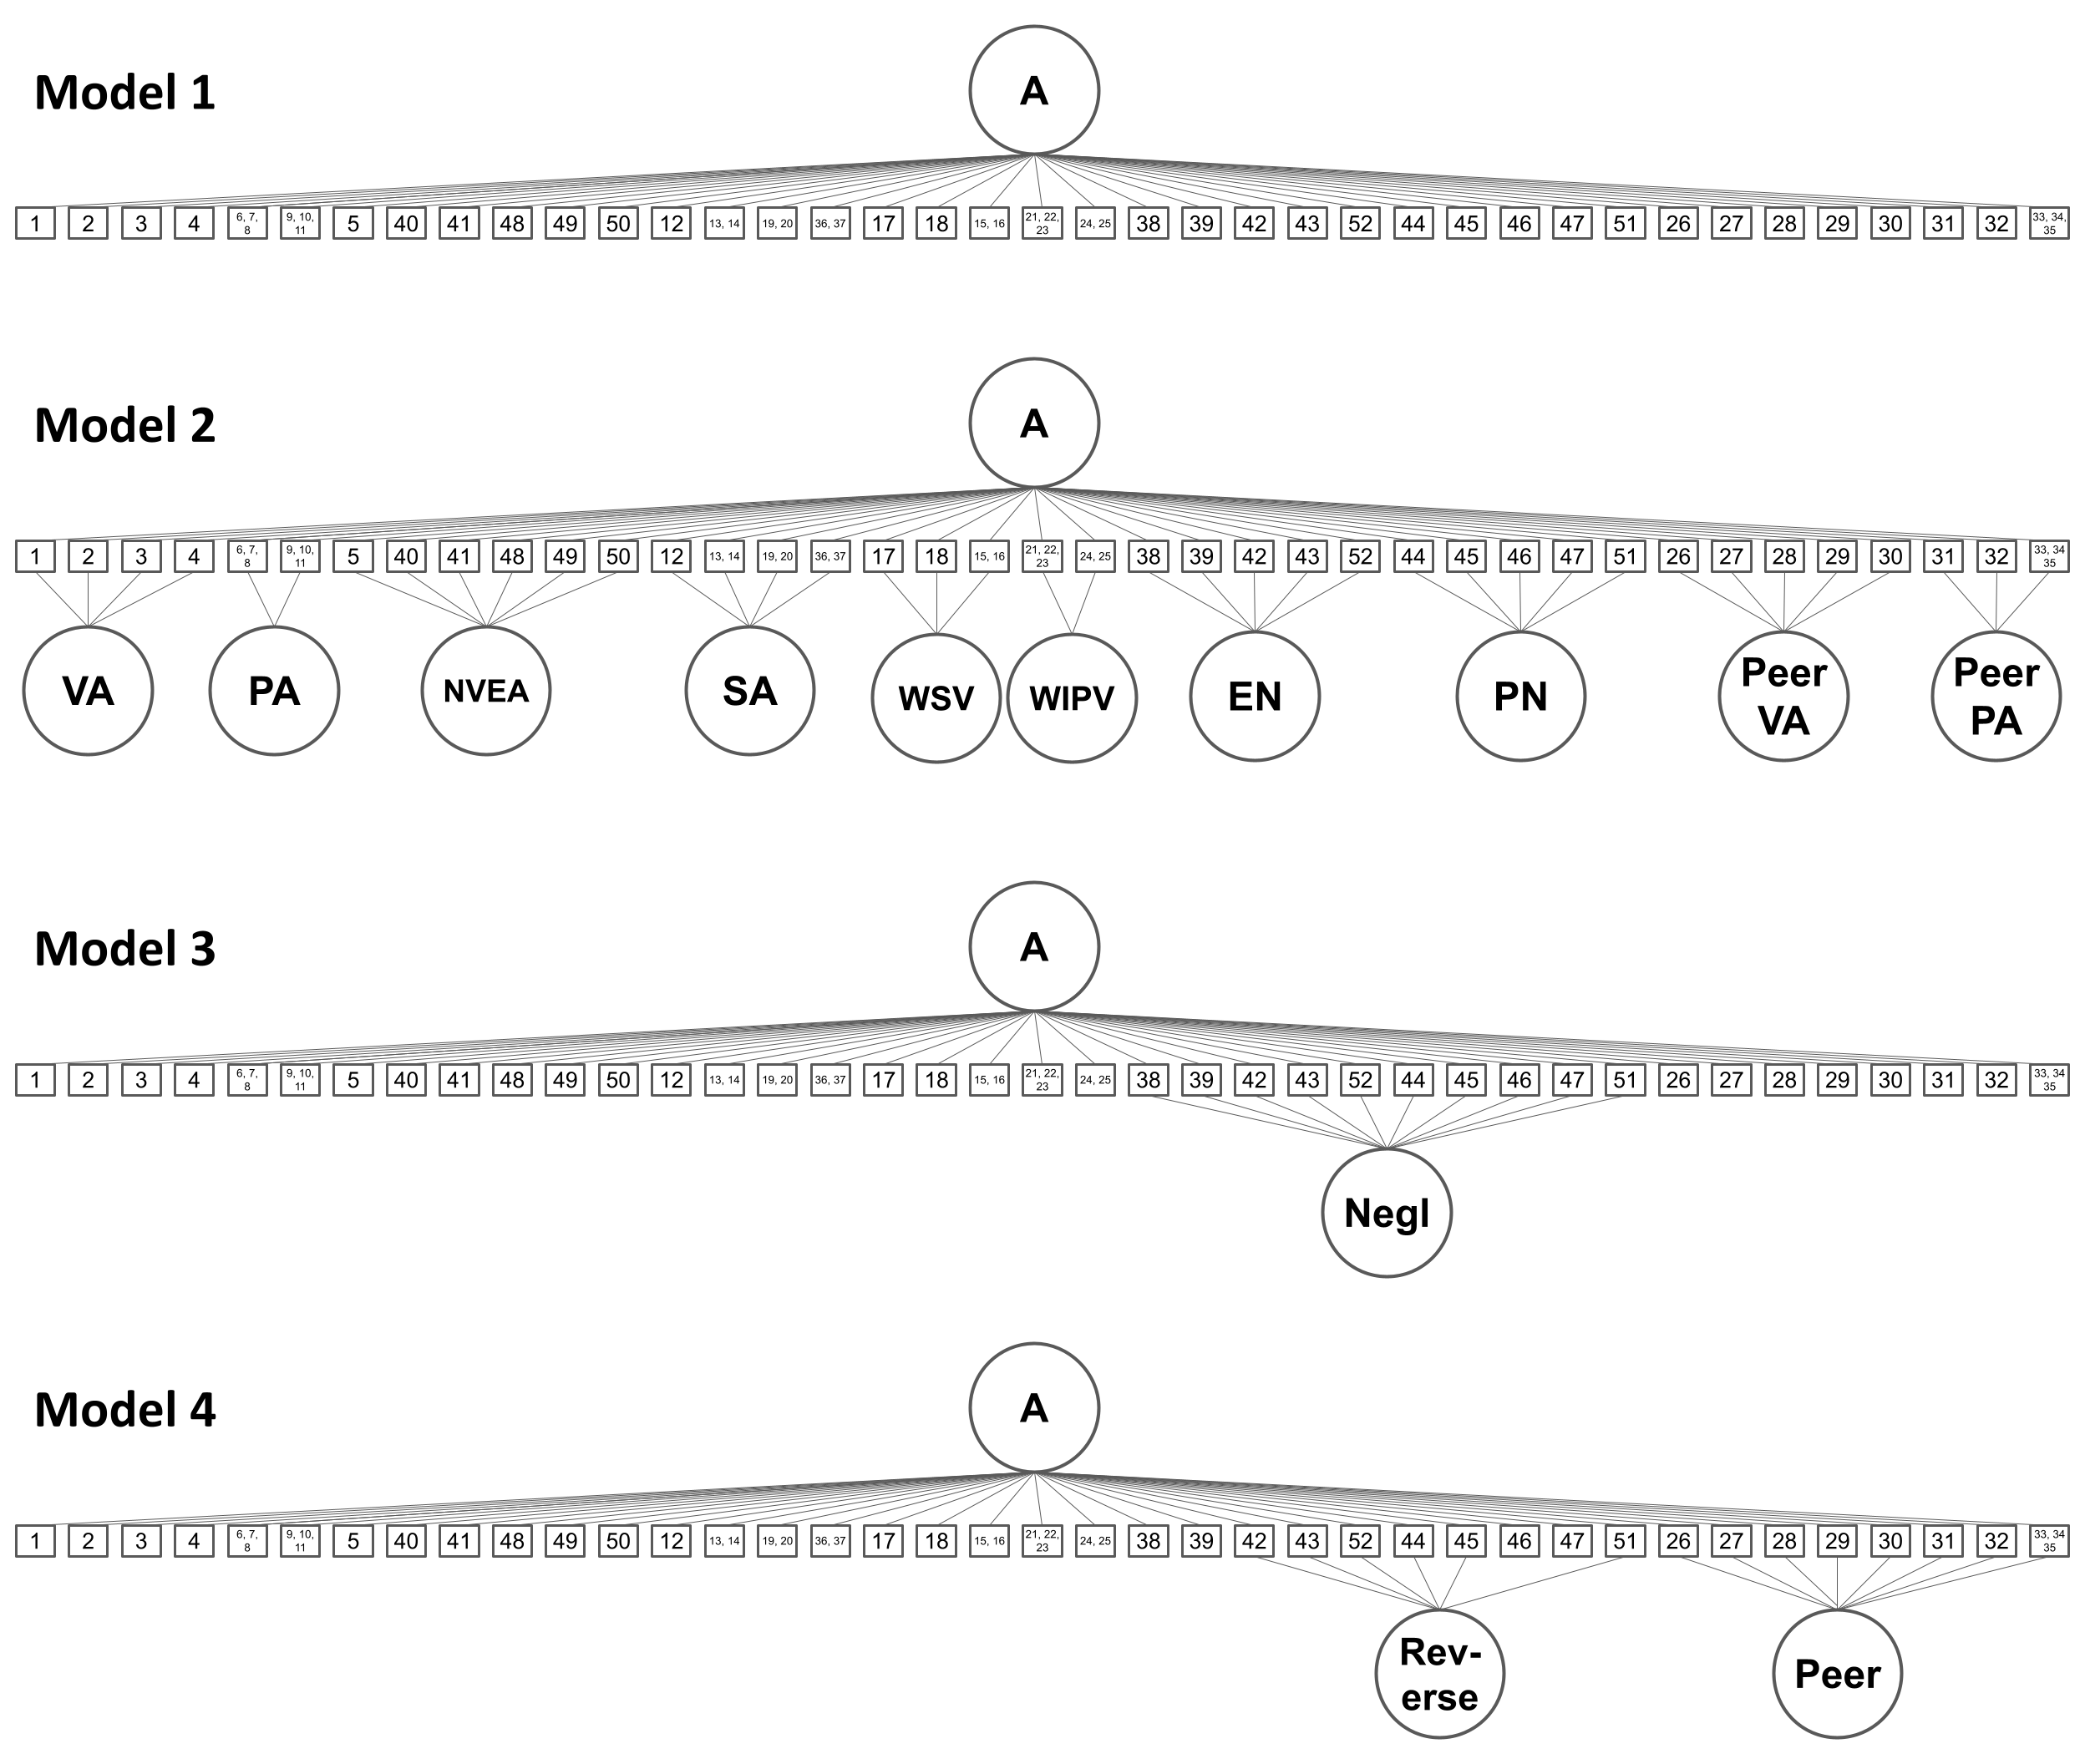 A
Model 1
1 2 3 4 6, 7, 8 9, 10, 11 5 40 41 48 49 50 12 13, 14 19, 20 36, 37 17 18 15, 16 21, 22, 23 24, 25 38 39 42 43 52 44 45 46 47 51 26 27 28 29 30 31 32 33, 34, 35
A
Model 2
1 2 3 4 6, 7, 8 9, 10, 11 5 40 41 48 49 50 12 13, 14 19, 20 36, 37 17 18 15, 16 21, 22, 23 24, 25 38 39 42 43 52 44 45 46 47 51 26 27 28 29 30 31 32 33, 34 35
VA PA NVEA SA WSV WIPV EN PN Peer VA Peer PA
A
Model 3
1 2 3 4 6, 7, 8 9, 10, 11 5 40 41 48 49 50 12 13, 14 19, 20 36, 37 17 18 15, 16 21, 22, 23 24, 25 38 39 42 43 52 44 45 46 47 51 26 27 28 29 30 31 32 33, 34 35
Negl
A
Model 4
1 2 3 4 6, 7, 8 9, 10, 11 5 40 41 48 49 50 12 13, 14 19, 20 36, 37 17 18 15, 16 21, 22, 23 24, 25 38 39 42 43 52 44 45 46 47 51 26 27 28 29 30 31 32 33, 34 35
Rev-
erse
Peer